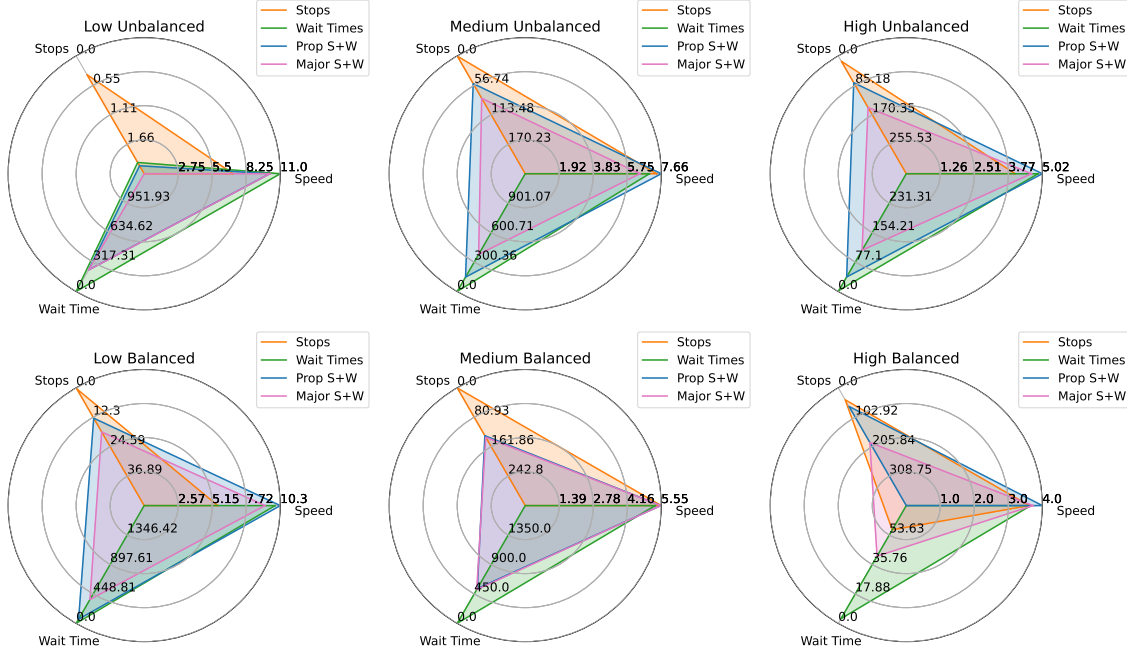 Low Unbalanced
Stops
Wait Times
Prop S+W
Major S+W
Stops
0.0
0.55
1.11
1.66
2.75
5.5
8.25
11.0
Speed
951.93
634.62
317.31
0.0
Wait Time
Medium Unbalanced
Stops
Wait Times
Prop S+W
Major S+W
Stops
0.0
56.74
113.48
170.23
1.92
3.83
5.75
7.66
Speed
901.07
600.71
300.36
0.0
Wait Time
High Unbalanced
Stops
Wait Times
Prop S+W
Major S+W
Stops
0.0
85.18
170.35
255.53
1.26
2.51
3.77
5.02
Speed
231.31
154.21
77.1
0.0
Wait Time
Low Balanced
Stops
Wait Times
Prop S+W
Major S+W
Stops
0.0
12.3
24.59
36.89
2.57
5.15
7.72
10.3
Speed
1346.42
897.61
448.81
0.0
Wait Time
Medium Balanced
Stops
Wait Times
Prop S+W
Major S+W
Stops
0.0
80.93
161.86
242.8
1.39
2.78
4.16
5.55
Speed
1350.0
900.0
450.0
0.0
Wait Time
High Balanced
Stops
Wait Times
Prop S+W
Major S+W
Stops
0.0
102.92
205.84
308.75
1.0
2.0
3.0
4.0
Speed
53.63
35.76
17.88
0.0
Wait Time